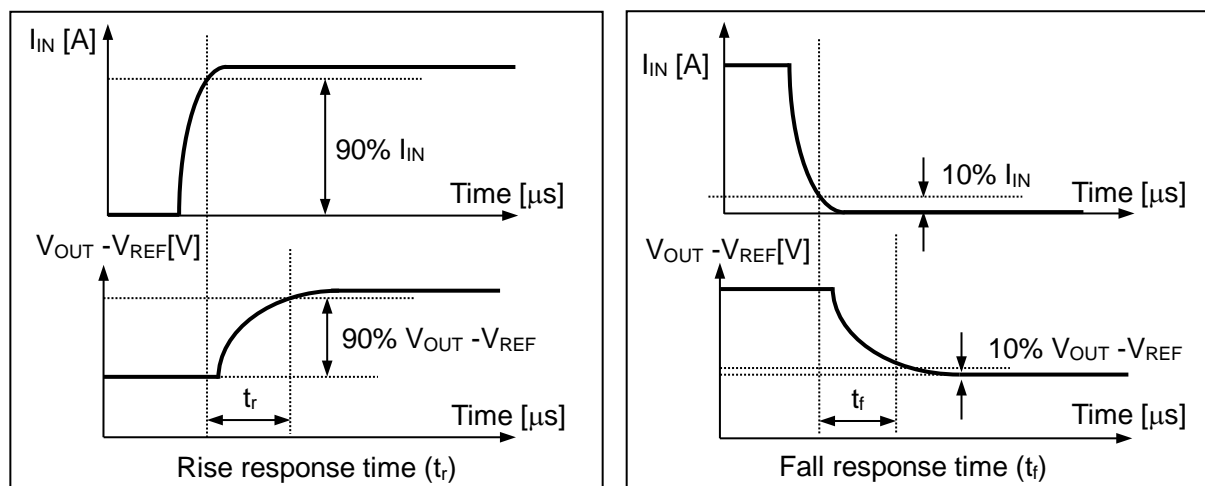 I_IN [A]
90% I_IN
Time [μs]
V_OUT -V_REF[V]
90% V_OUT -V_REF
t_r
Time [μs]
Rise response time (t_r)
I_IN [A]
10% I_IN
Time [μs]
V_OUT -V_REF[V]
10% V_OUT -V_REF
t_f
Time [μs]
Fall response time (t_f)